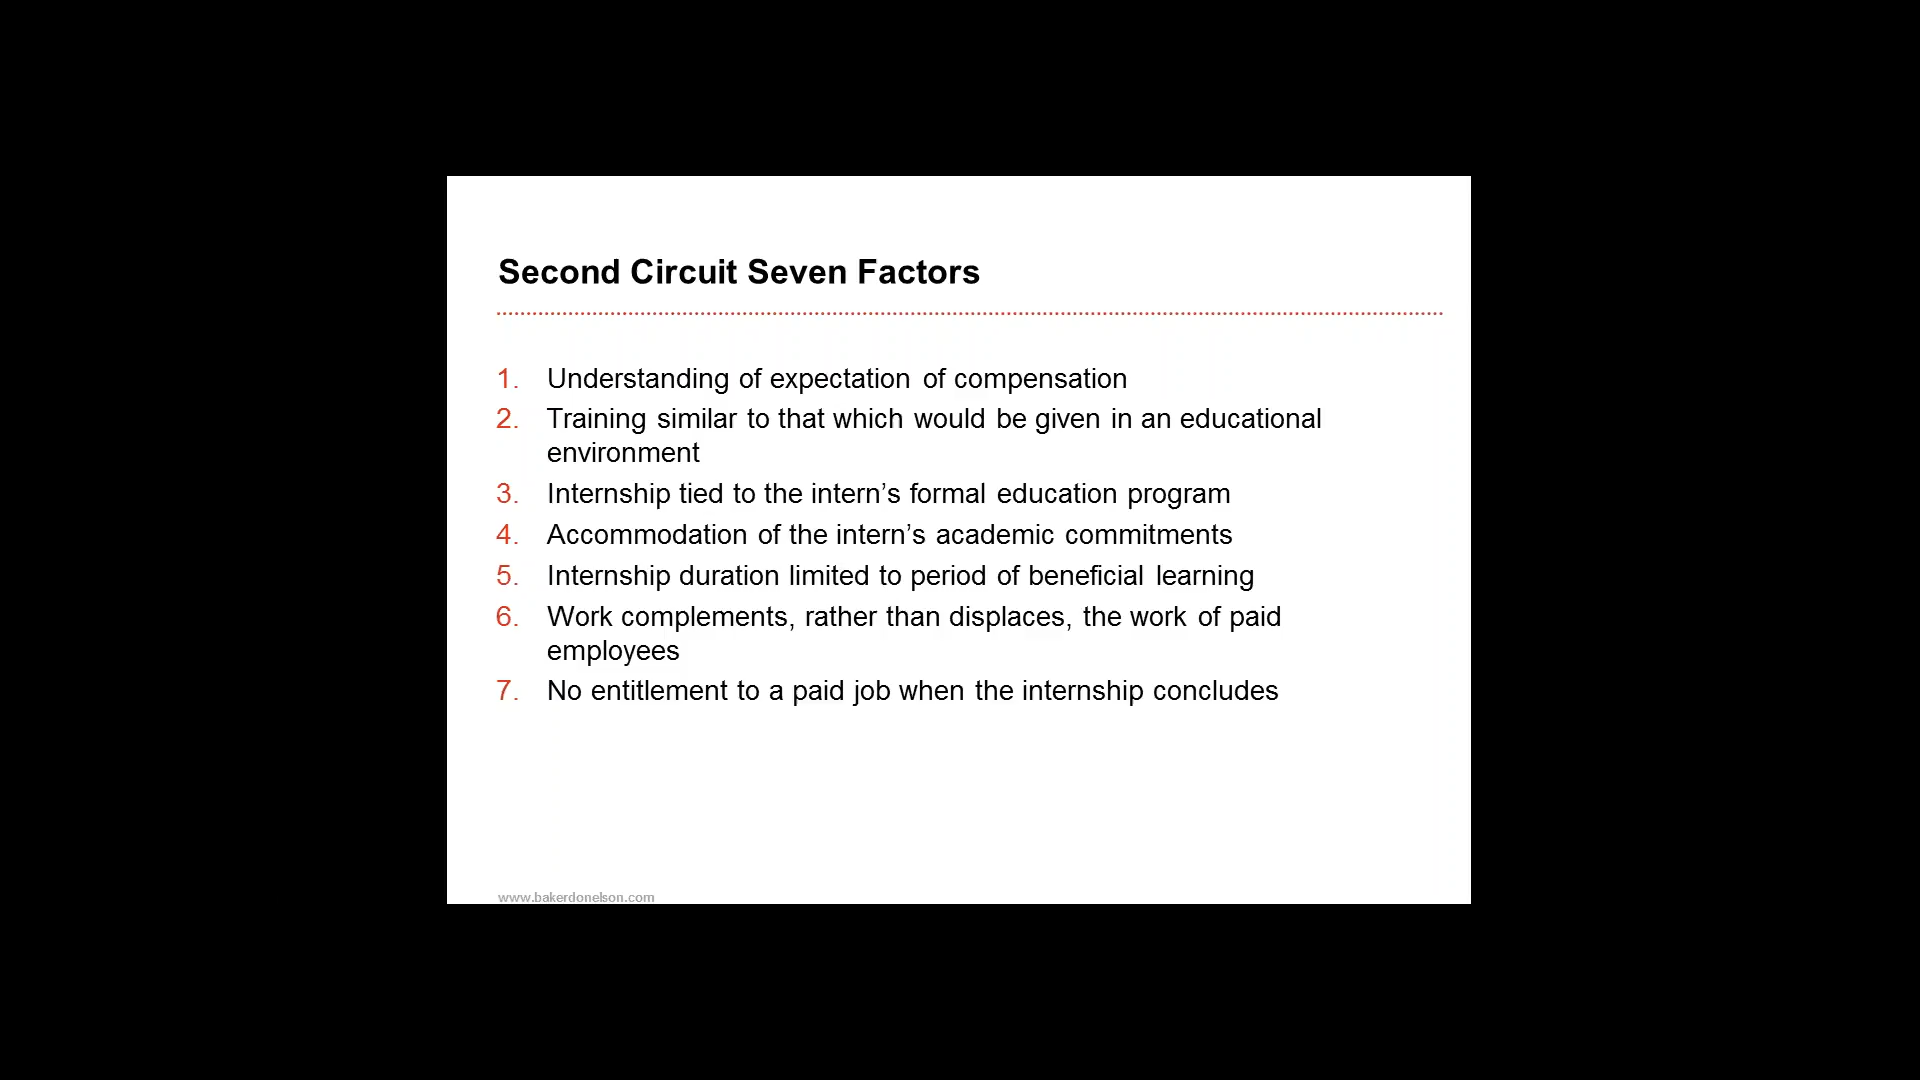 Second Circuit Seven Factors
1. Understanding of expectation of compensation
2. Training similar to that which would be given in an educational
environment
3. Internship tied to the intern’s formal education program
4. Accommodation of the intern’s academic commitments
5. Internship duration limited to period of beneficial learning
6. Work complements, rather than displaces, the work of paid
employees
7. No entitlement to a paid job when the internship concludes
www.bakerdonelson.com